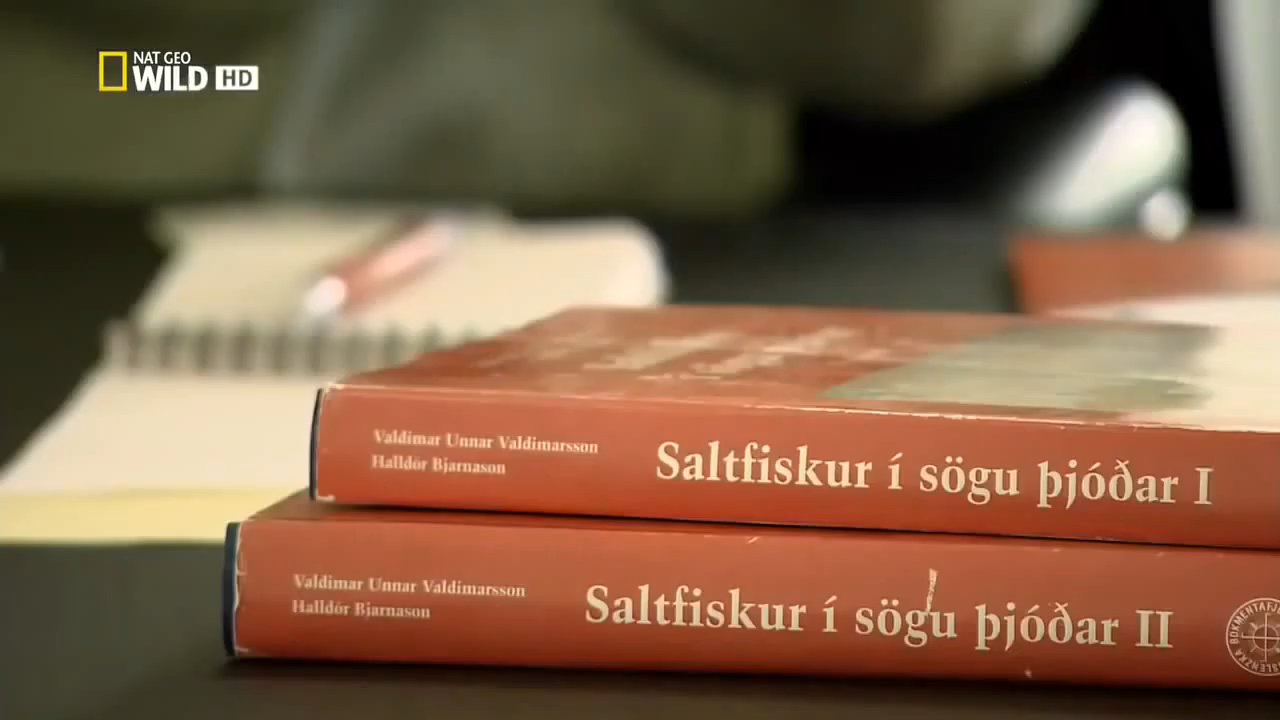 NAT GEO
WILD HD
Valdimar Unnar Valdimarsson
Halldór Bjarnason
Saltfiskur í sögu þjóðar I
Valdimar Unnar Valdimarsson
Halldór Bjarnason
Saltfiskur í sögu þjóðar II